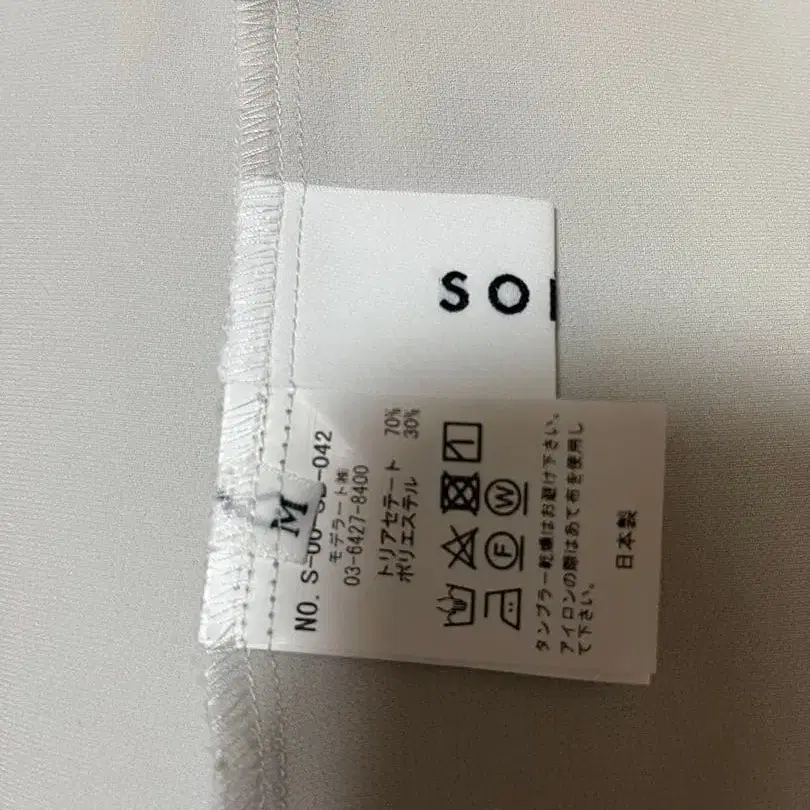 SO
M
モデラート㈱
03-6427-8400
トリアセテート 70%
ポリエステル 30%
F W
タンブラー乾燥はお避け下さい。
アイロンの際はあて布を使用し
て下さい。
日本製